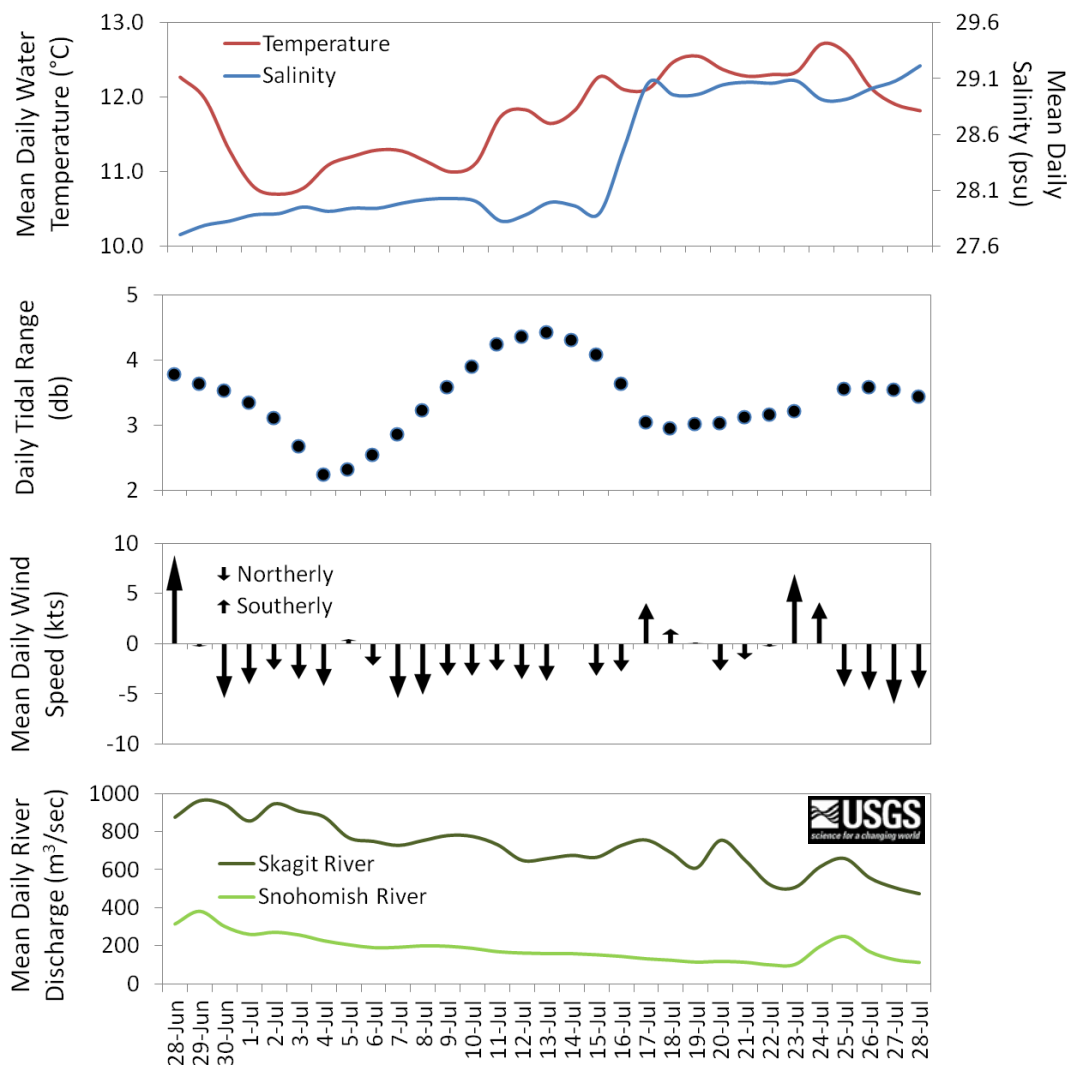 Mean Daily Water
Temperature (°C)
13.0
12.0
11.0
10.0
Temperature
Salinity
29.6
29.1
28.6
28.1
27.6
Mean Daily
Salinity (psu)
Daily Tidal Range
(db)
5
4
3
2
Mean Daily Wind
Speed (kts)
10
5
0
-5
-10
Northerly
Southerly
Mean Daily River
Discharge (m³/sec)
1000
800
600
400
200
0
Skagit River
Snohomish River
USGS
science for a changing world
28-Jun
29-Jun
30-Jun
1-Jul
2-Jul
3-Jul
4-Jul
5-Jul
6-Jul
7-Jul
8-Jul
9-Jul
10-Jul
11-Jul
12-Jul
13-Jul
14-Jul
15-Jul
16-Jul
17-Jul
18-Jul
19-Jul
20-Jul
21-Jul
22-Jul
23-Jul
24-Jul
25-Jul
26-Jul
27-Jul
28-Jul